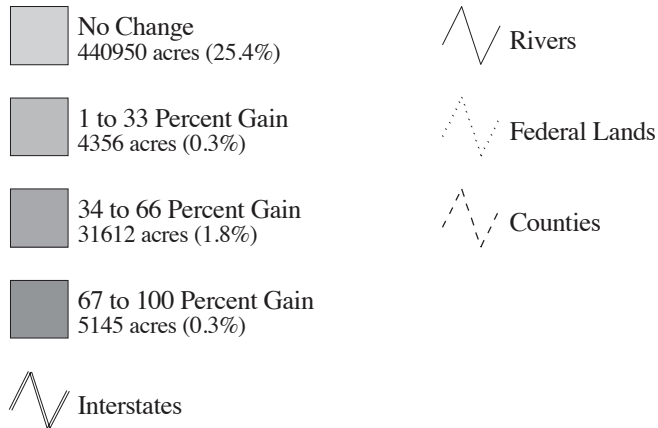 No Change
440950 acres (25.4%)
1 to 33 Percent Gain
4356 acres (0.3%)
34 to 66 Percent Gain
31612 acres (1.8%)
67 to 100 Percent Gain
5145 acres (0.3%)
Interstates
Rivers
Federal Lands
Counties